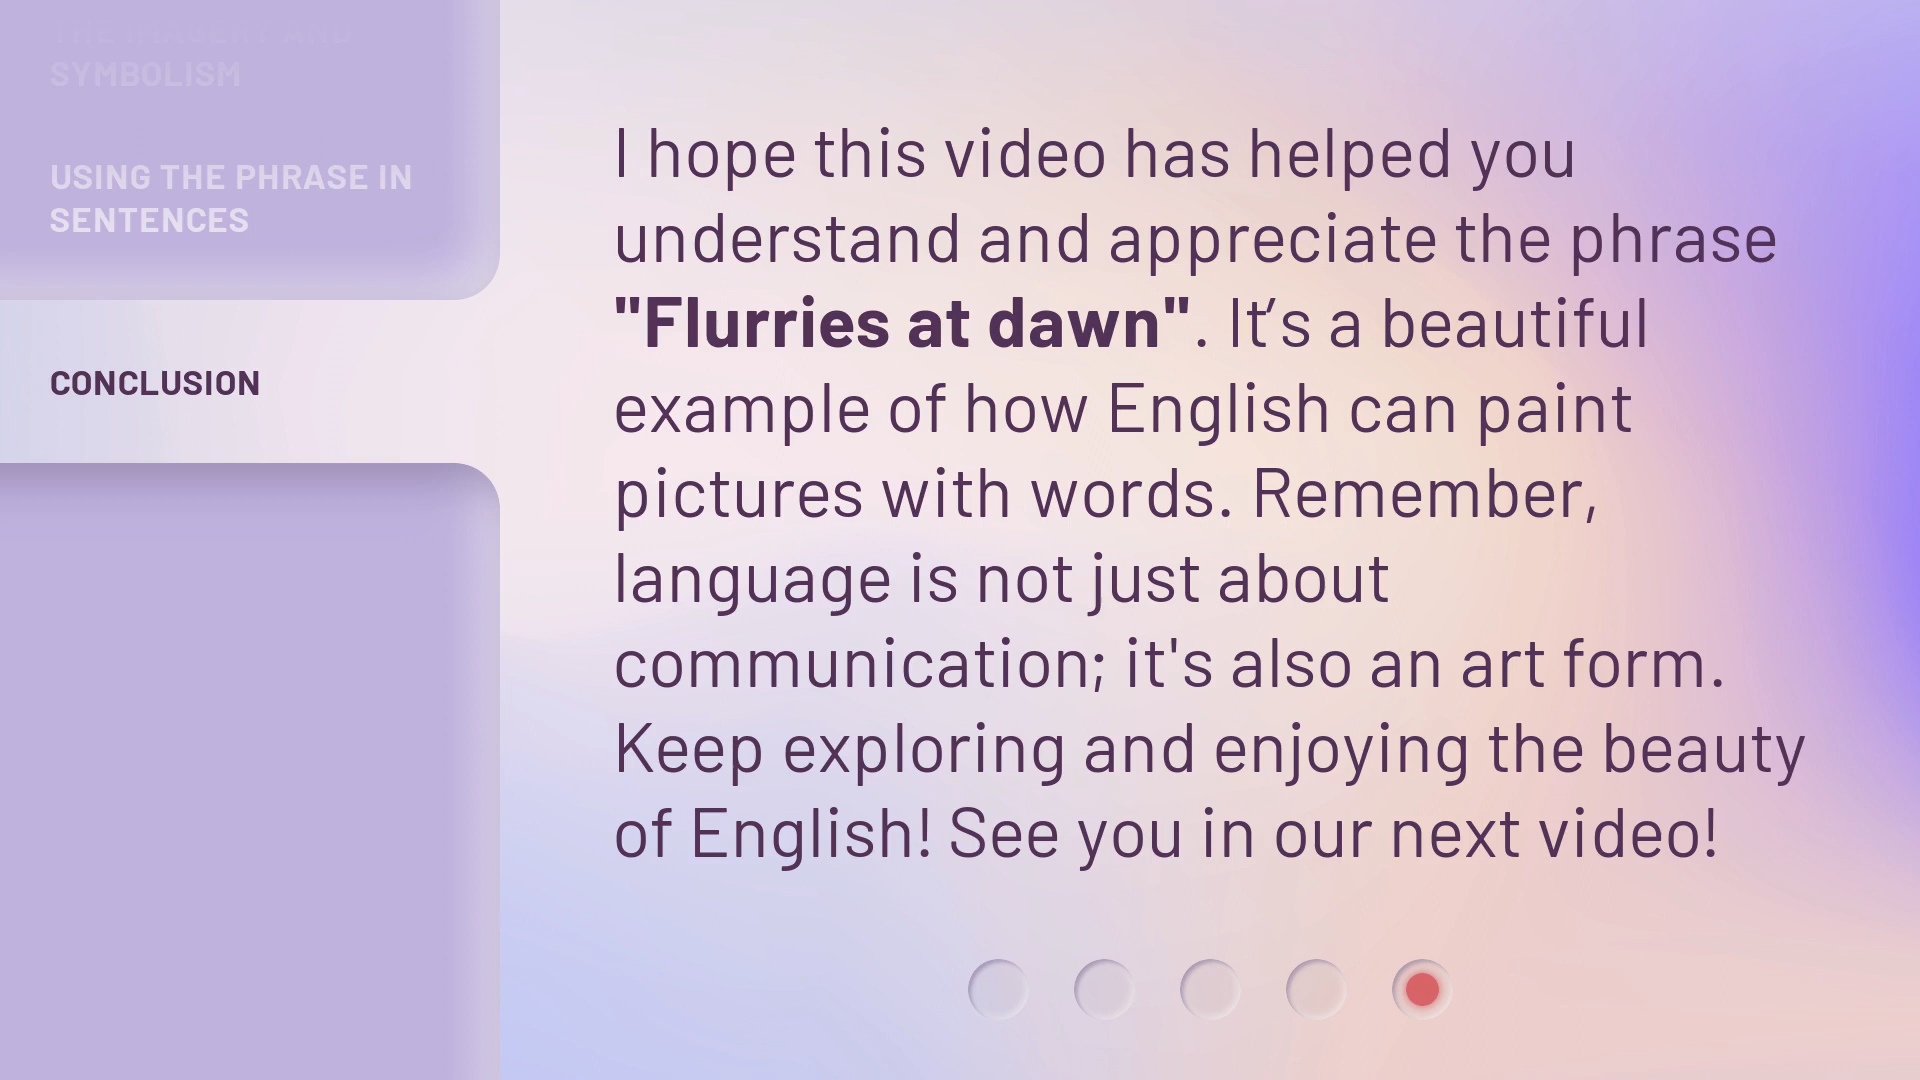 THE IMAGERY AND
SYMBOLISM
USING THE PHRASE IN
SENTENCES
CONCLUSION
I hope this video has helped you
understand and appreciate the phrase
"Flurries at dawn". It’s a beautiful
example of how English can paint
pictures with words. Remember,
language is not just about
communication; it's also an art form.
Keep exploring and enjoying the beauty
of English! See you in our next video!